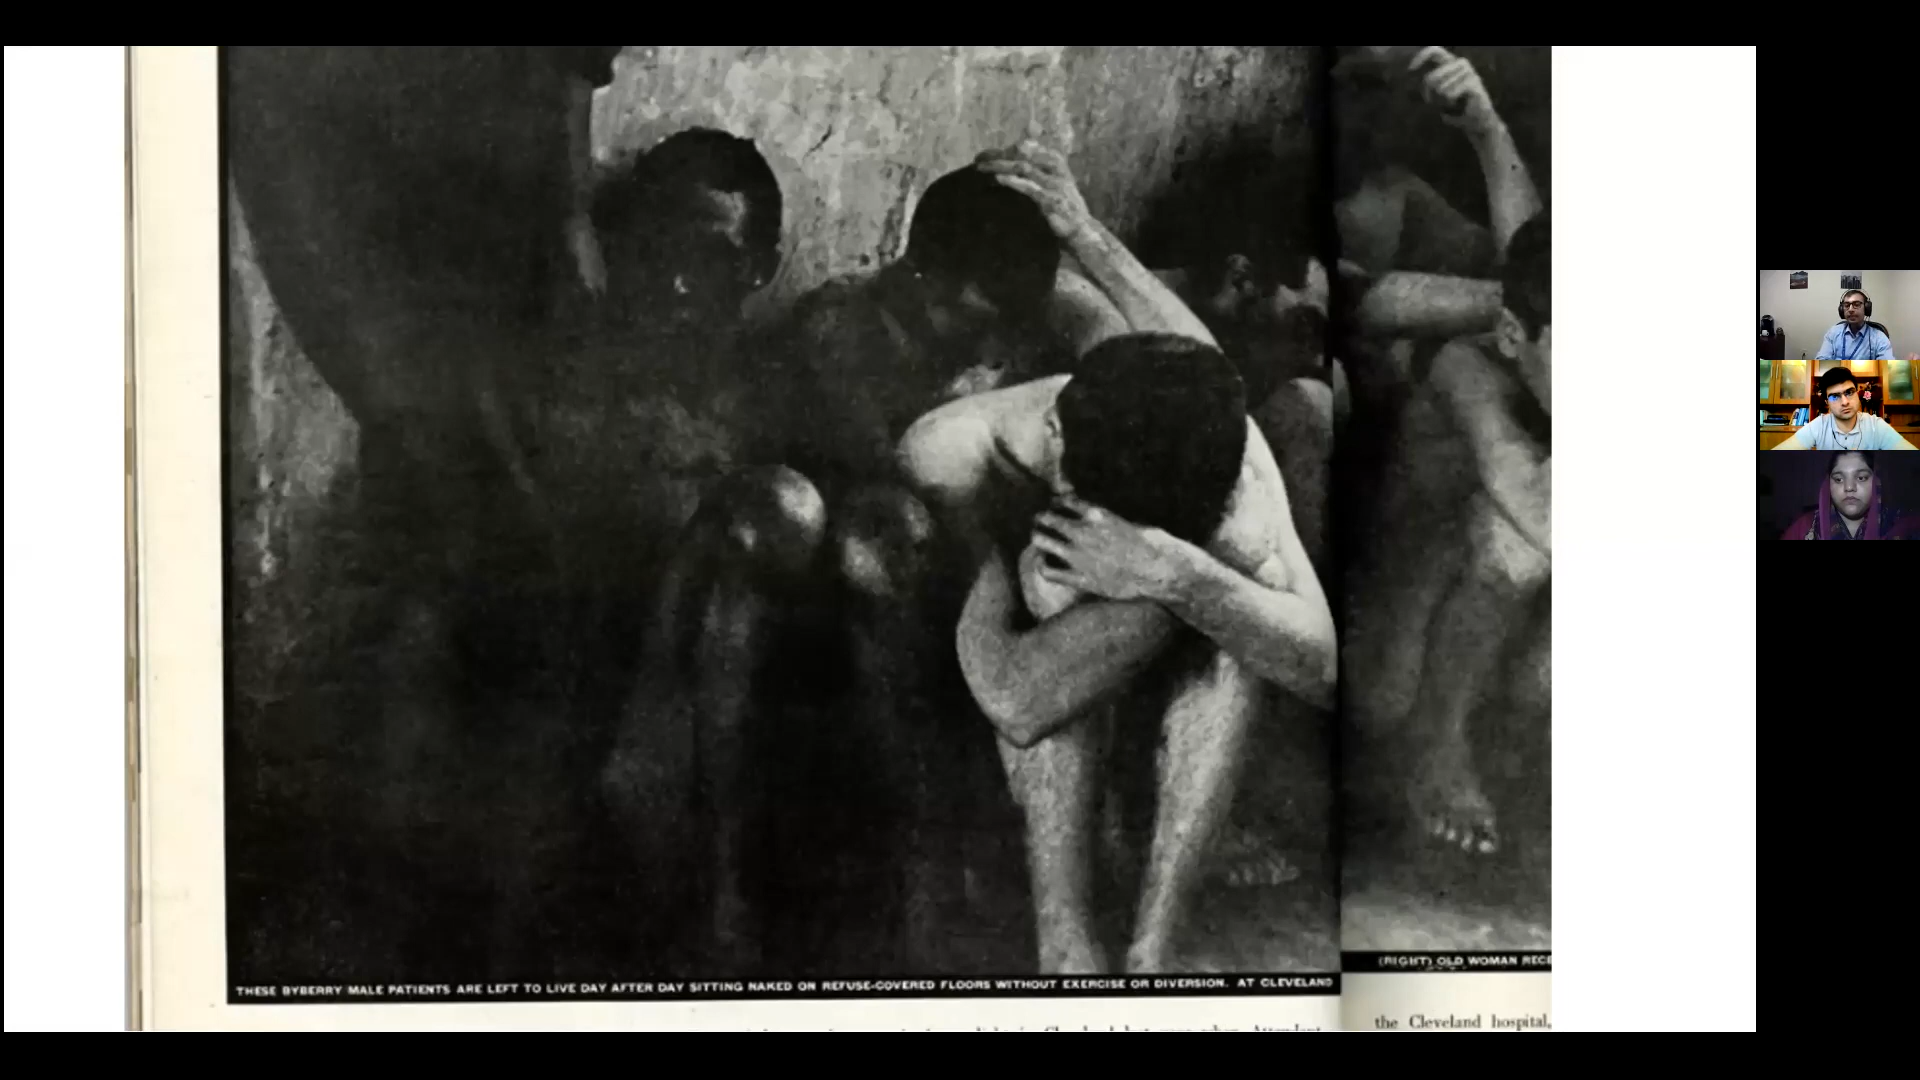 THESE BYBERRY MALE PATIENTS ARE LEFT TO LIVE DAY AFTER DAY SITTING NAKED ON REFUSE-COVERED FLOORS WITHOUT EXERCISE OR DIVERSION. AT CLEVELAND
(RIGHT) OLD WOMAN RECE
the Cleveland hospital,